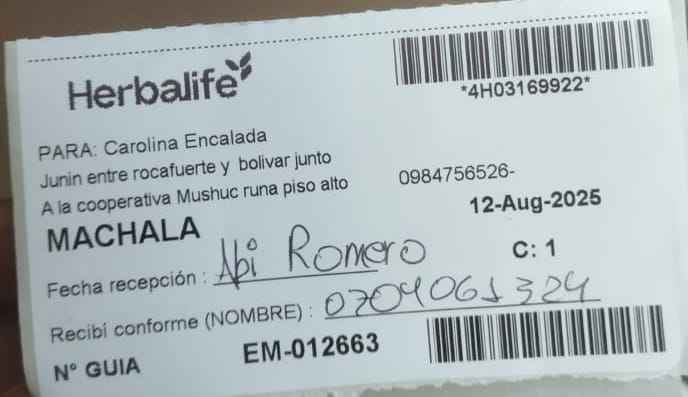 Herbalife
*4H03169922*
PARA: Carolina Encalada
Junin entre rocafuerte y bolivar junto
A la cooperativa Mushuc runa piso alto
0984756526-
MACHALA
12-Aug-2025
C: 1
Fecha recepción : Abi Romero
Recibí conforme (NOMBRE) : 0704061324
N° GUIA EM-012663